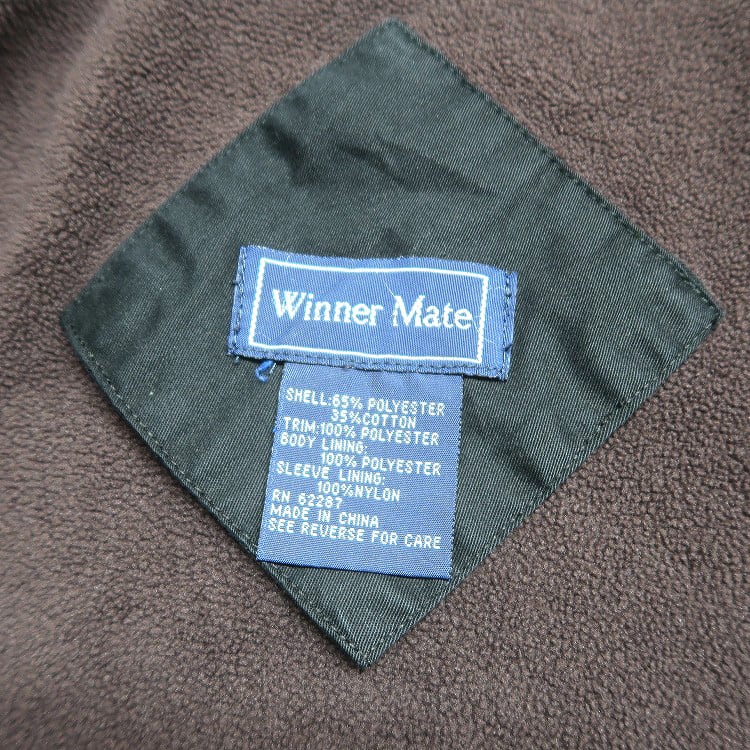 Winner Mate
SHELL:65% POLYESTER
35%COTTON
TRIM:100% POLYESTER
BODY LINING:
100% POLYESTER
SLEEVE LINING:
100%NYLON
RN 62287
MADE IN CHINA
SEE REVERSE FOR CARE